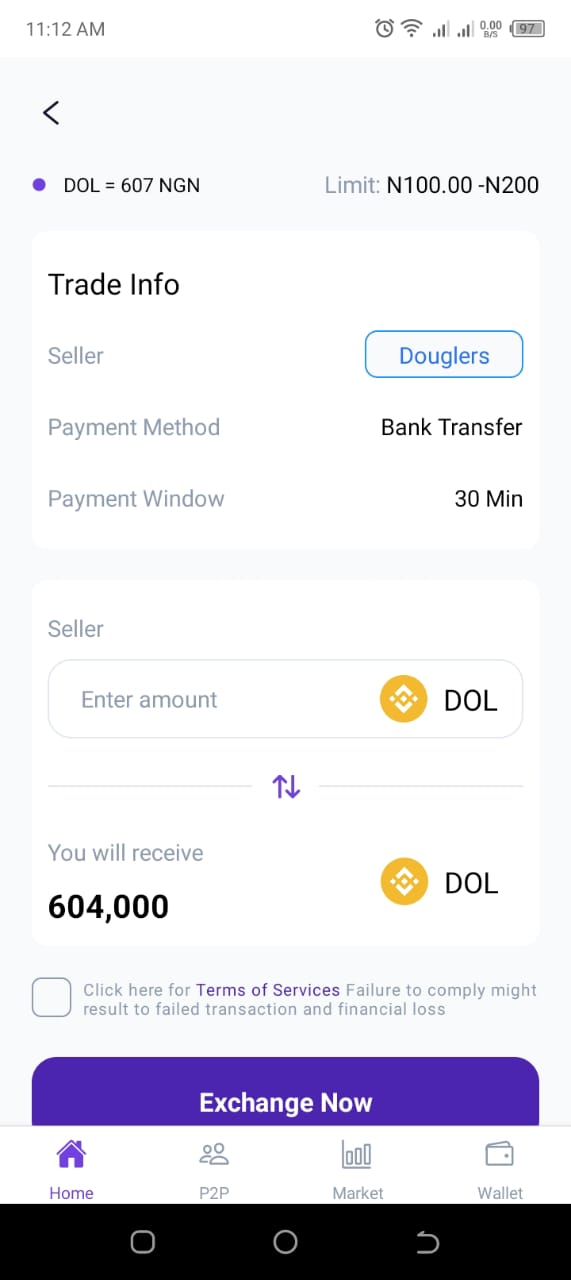 11:12 AM
0.00
B/S
97
DOL = 607 NGN
Limit: N100.00 -N200
Trade Info
Seller
Douglers
Payment Method
Bank Transfer
Payment Window
30 Min
Seller
Enter amount
DOL
You will receive
604,000
DOL
Click here for Terms of Services Failure to comply might
result to failed transaction and financial loss
Exchange Now
Home
P2P
Market
Wallet